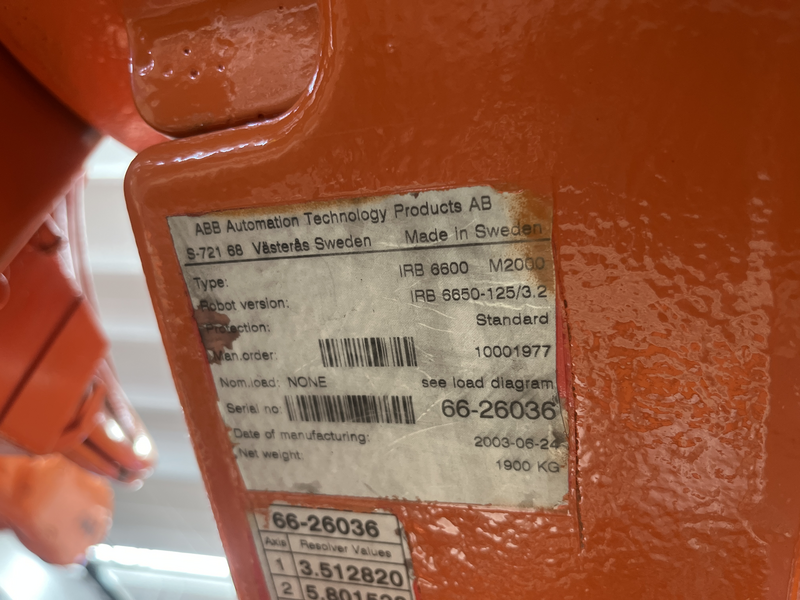 ABB Automation Technology Products AB
S-721 68 Västerås Sweden Made in Sweden
Type: IRB 6600 M2000
Robot version: IRB 6650-125/3.2
Protection: Standard
Man.order: 10001977
Nom.load: NONE see load diagram
Serial no: 66-26036
Date of manufacturing: 2003-06-24
Net weight: 1900 KG
66-26036
Axis Resolver Values
1 3.512820
2